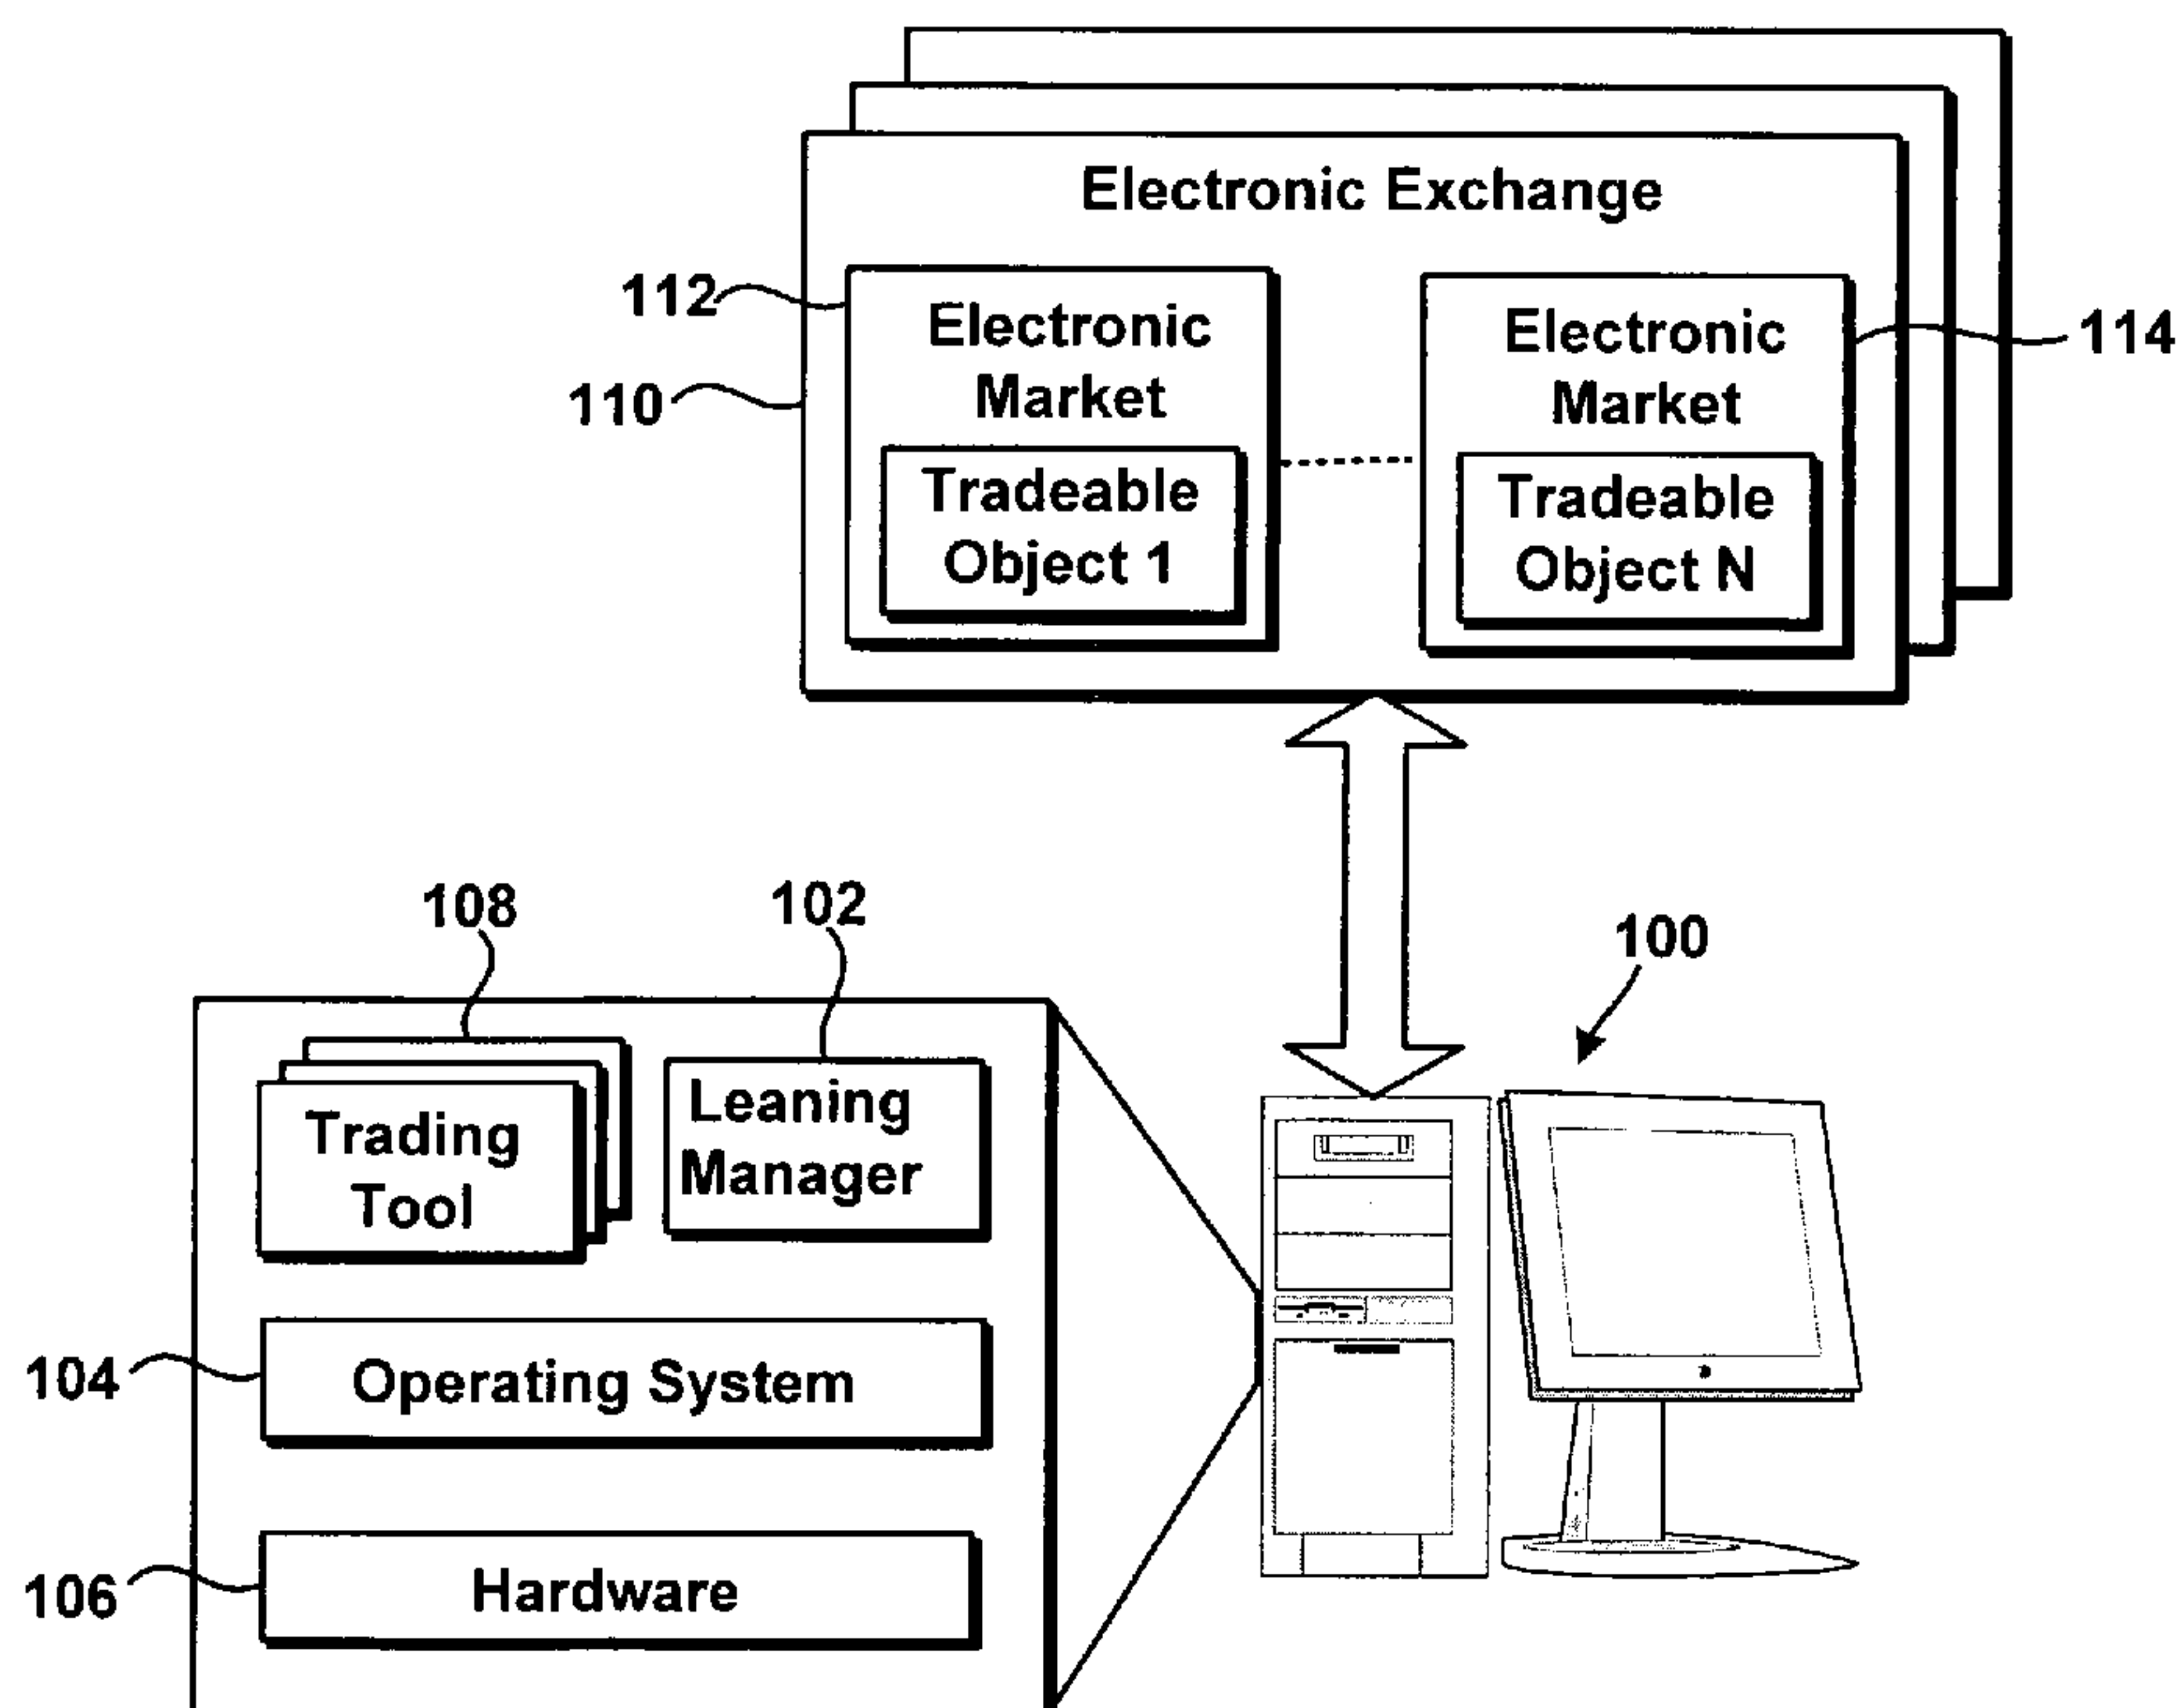 Electronic Exchange
112
Electronic
Market
Electronic
Market
114
110
Tradeable
Object 1
Tradeable
Object N
108
102
100
Trading
Tool
Leaning
Manager
104
Operating System
106
Hardware